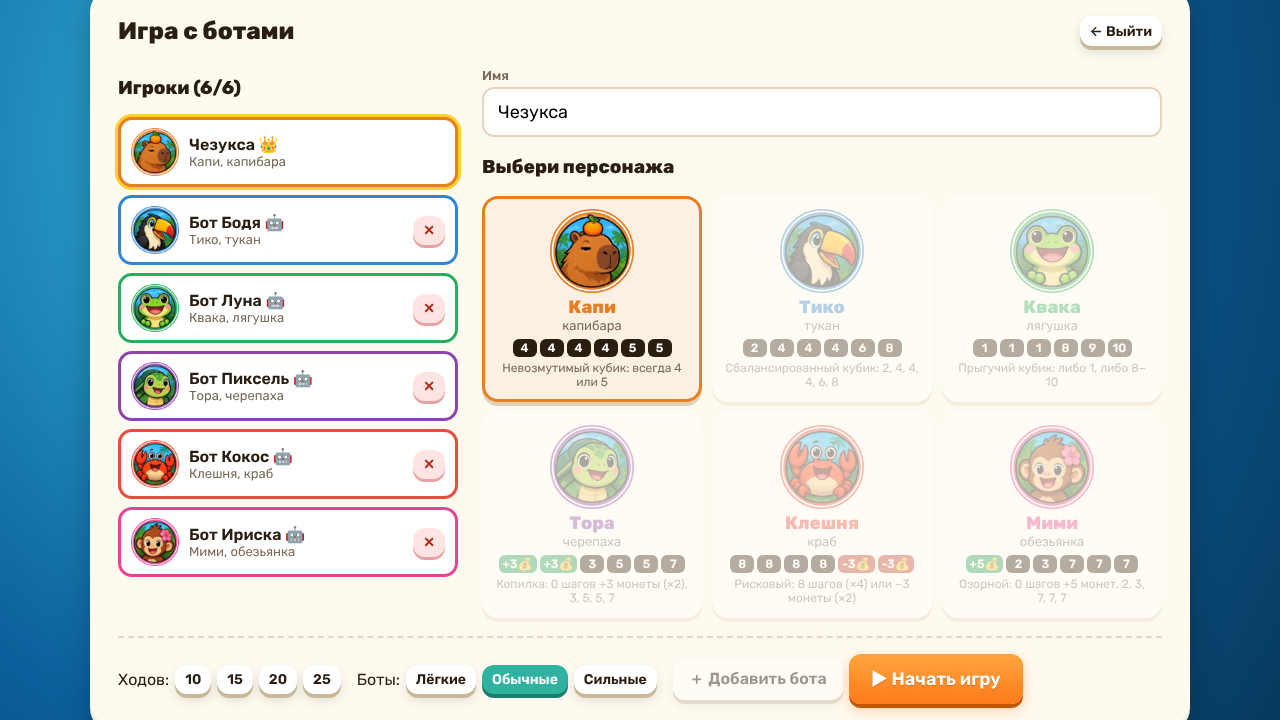 Игра с ботами
← Выйти
Игроки (6/6)
Чезукса 👑
Капи, капибара
Бот Бодя 🤖
Тико, тукан
✕
Бот Луна 🤖
Квака, лягушка
✕
Бот Пиксель 🤖
Тора, черепаха
✕
Бот Кокос 🤖
Клешня, краб
✕
Бот Ириска 🤖
Мими, обезьянка
✕
Имя
Чезукса
Выбери персонажа
Капи
капибара
4 4 4 4 5 5
Невозмутимый кубик: всегда 4
или 5
Тико
тукан
2 4 4 4 6 8
Сбалансированный кубик: 2, 4, 4,
4, 6, 8
Квака
лягушка
1 1 1 8 9 10
Прыгучий кубик: либо 1, либо 8–
10
Тора
черепаха
+3💰 +3💰 3 5 5 7
Копилка: 0 шагов +3 монеты (×2),
3, 5, 5, 7
Клешня
краб
8 8 8 8 -3💰 -3💰
Рисковый: 8 шагов (×4) или −3
монеты (×2)
Мими
обезьянка
+5💰 2 3 7 7 7
Озорной: 0 шагов +5 монет, 2, 3,
7, 7, 7
Ходов: 10 15 20 25 Боты: Лёгкие Обычные Сильные + Добавить бота ▶ Начать игру